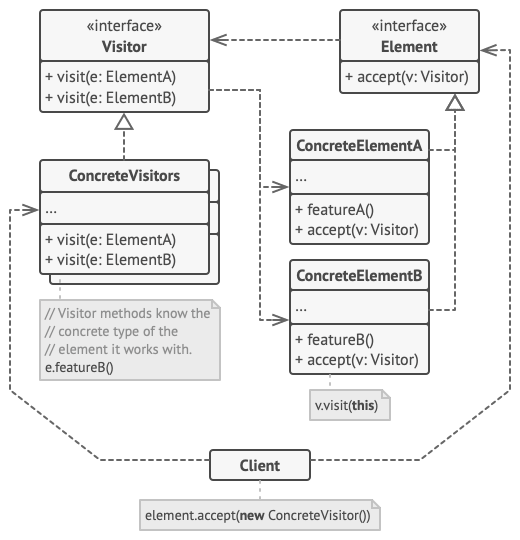 «interface»
Visitor
+ visit(e: ElementA)
+ visit(e: ElementB)
«interface»
Element
+ accept(v: Visitor)
ConcreteVisitors
...
+ visit(e: ElementA)
+ visit(e: ElementB)
// Visitor methods know the
// concrete type of the
// element it works with.
e.featureB()
ConcreteElementA
...
+ featureA()
+ accept(v: Visitor)
ConcreteElementB
...
+ featureB()
+ accept(v: Visitor)
v.visit(this)
Client
element.accept(new ConcreteVisitor())